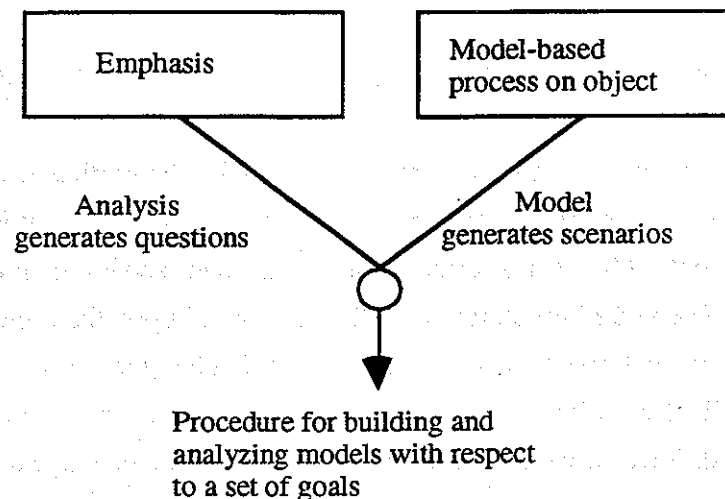 Emphasis
Model-based
process on object
Analysis
generates questions
Model
generates scenarios
Procedure for building and
analyzing models with respect
to a set of goals